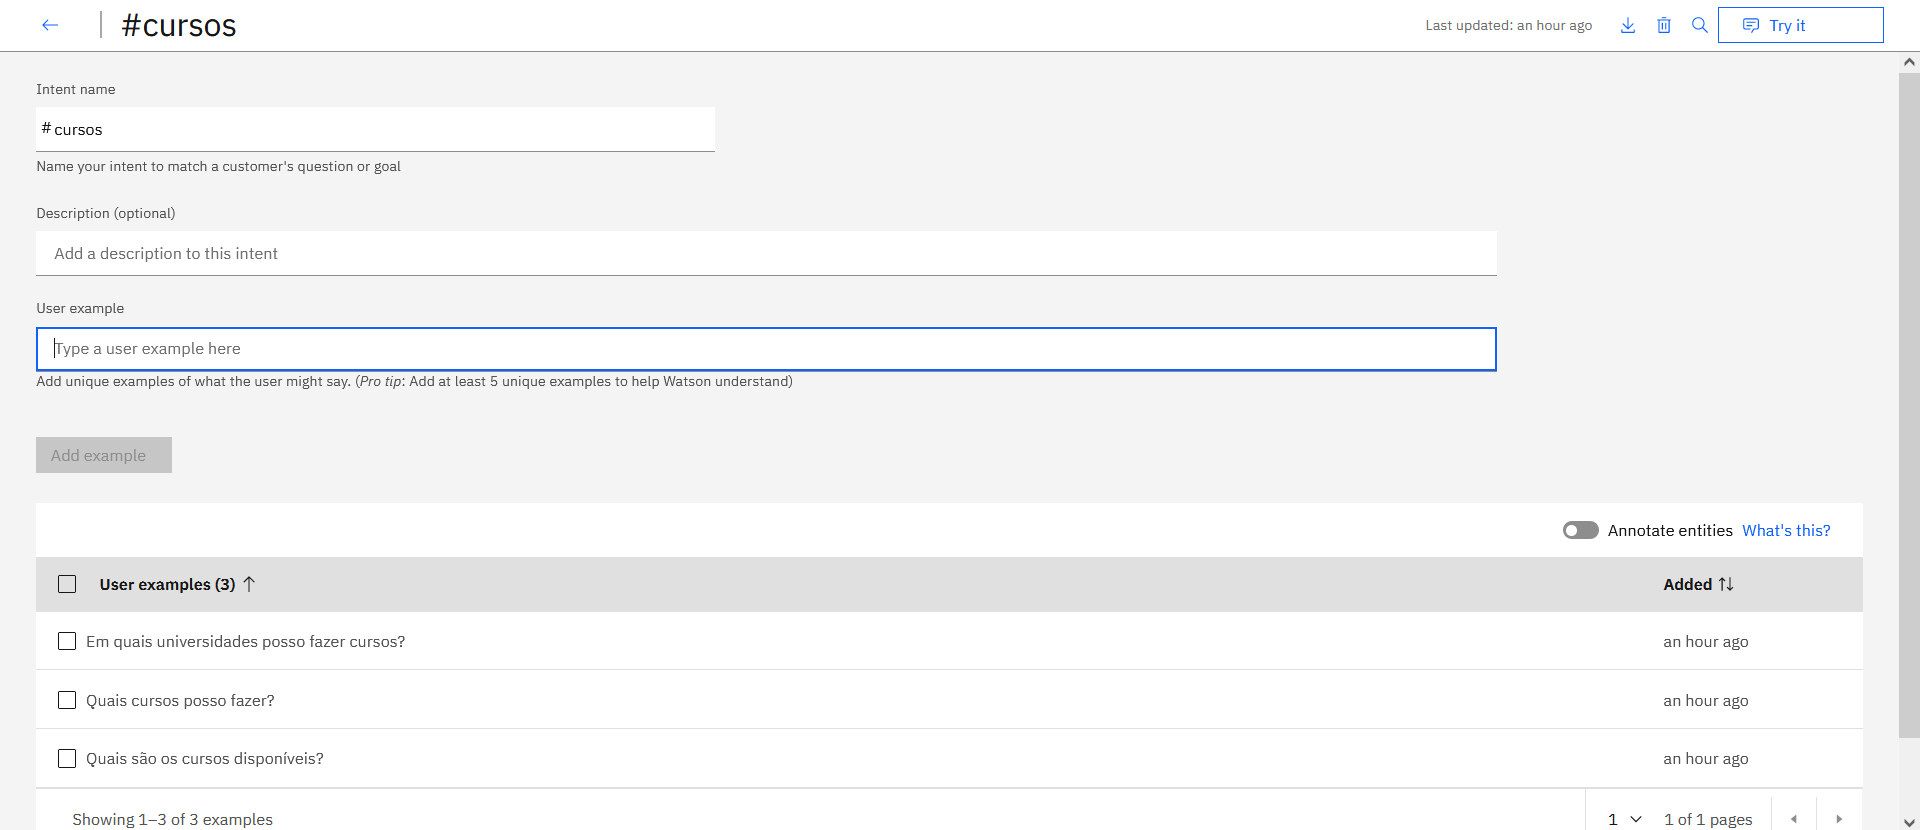 #cursos
Last updated: an hour ago
Try it
Intent name
# cursos
Name your intent to match a customer's question or goal
Description (optional)
Add a description to this intent
User example
Type a user example here
Add unique examples of what the user might say. (Pro tip: Add at least 5 unique examples to help Watson understand)
Add example
Annotate entities What's this?
User examples (3) Added
Em quais universidades posso fazer cursos? an hour ago
Quais cursos posso fazer? an hour ago
Quais são os cursos disponíveis? an hour ago
Showing 1–3 of 3 examples 1 1 of 1 pages